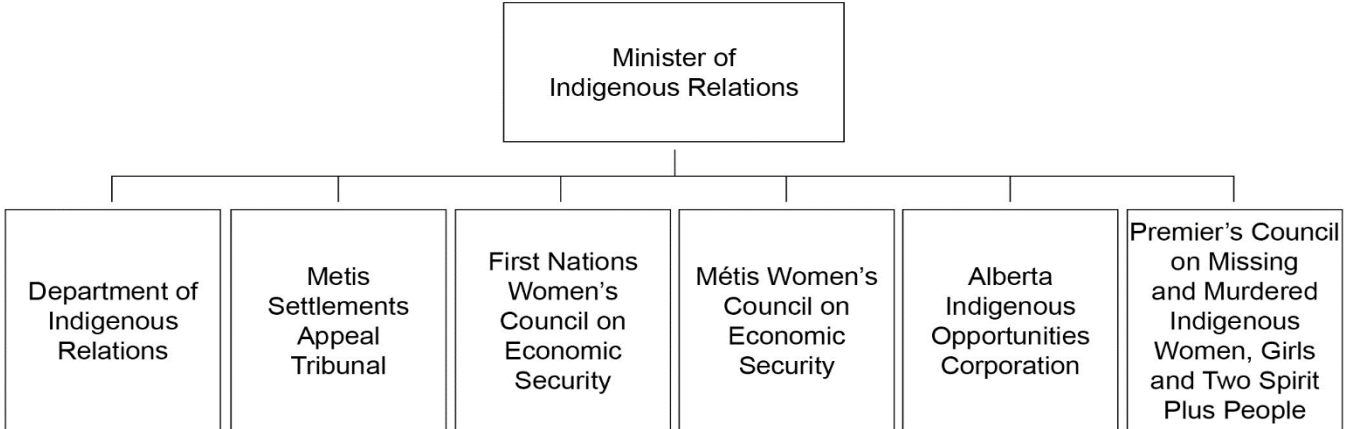 Minister of
Indigenous Relations
Department of
Indigenous
Relations
Metis
Settlements
Appeal
Tribunal
First Nations
Women’s
Council on
Economic
Security
Métis Women’s
Council on
Economic
Security
Alberta
Indigenous
Opportunities
Corporation
Premier’s Council
on Missing
and Murdered
Indigenous
Women, Girls
and Two Spirit
Plus People